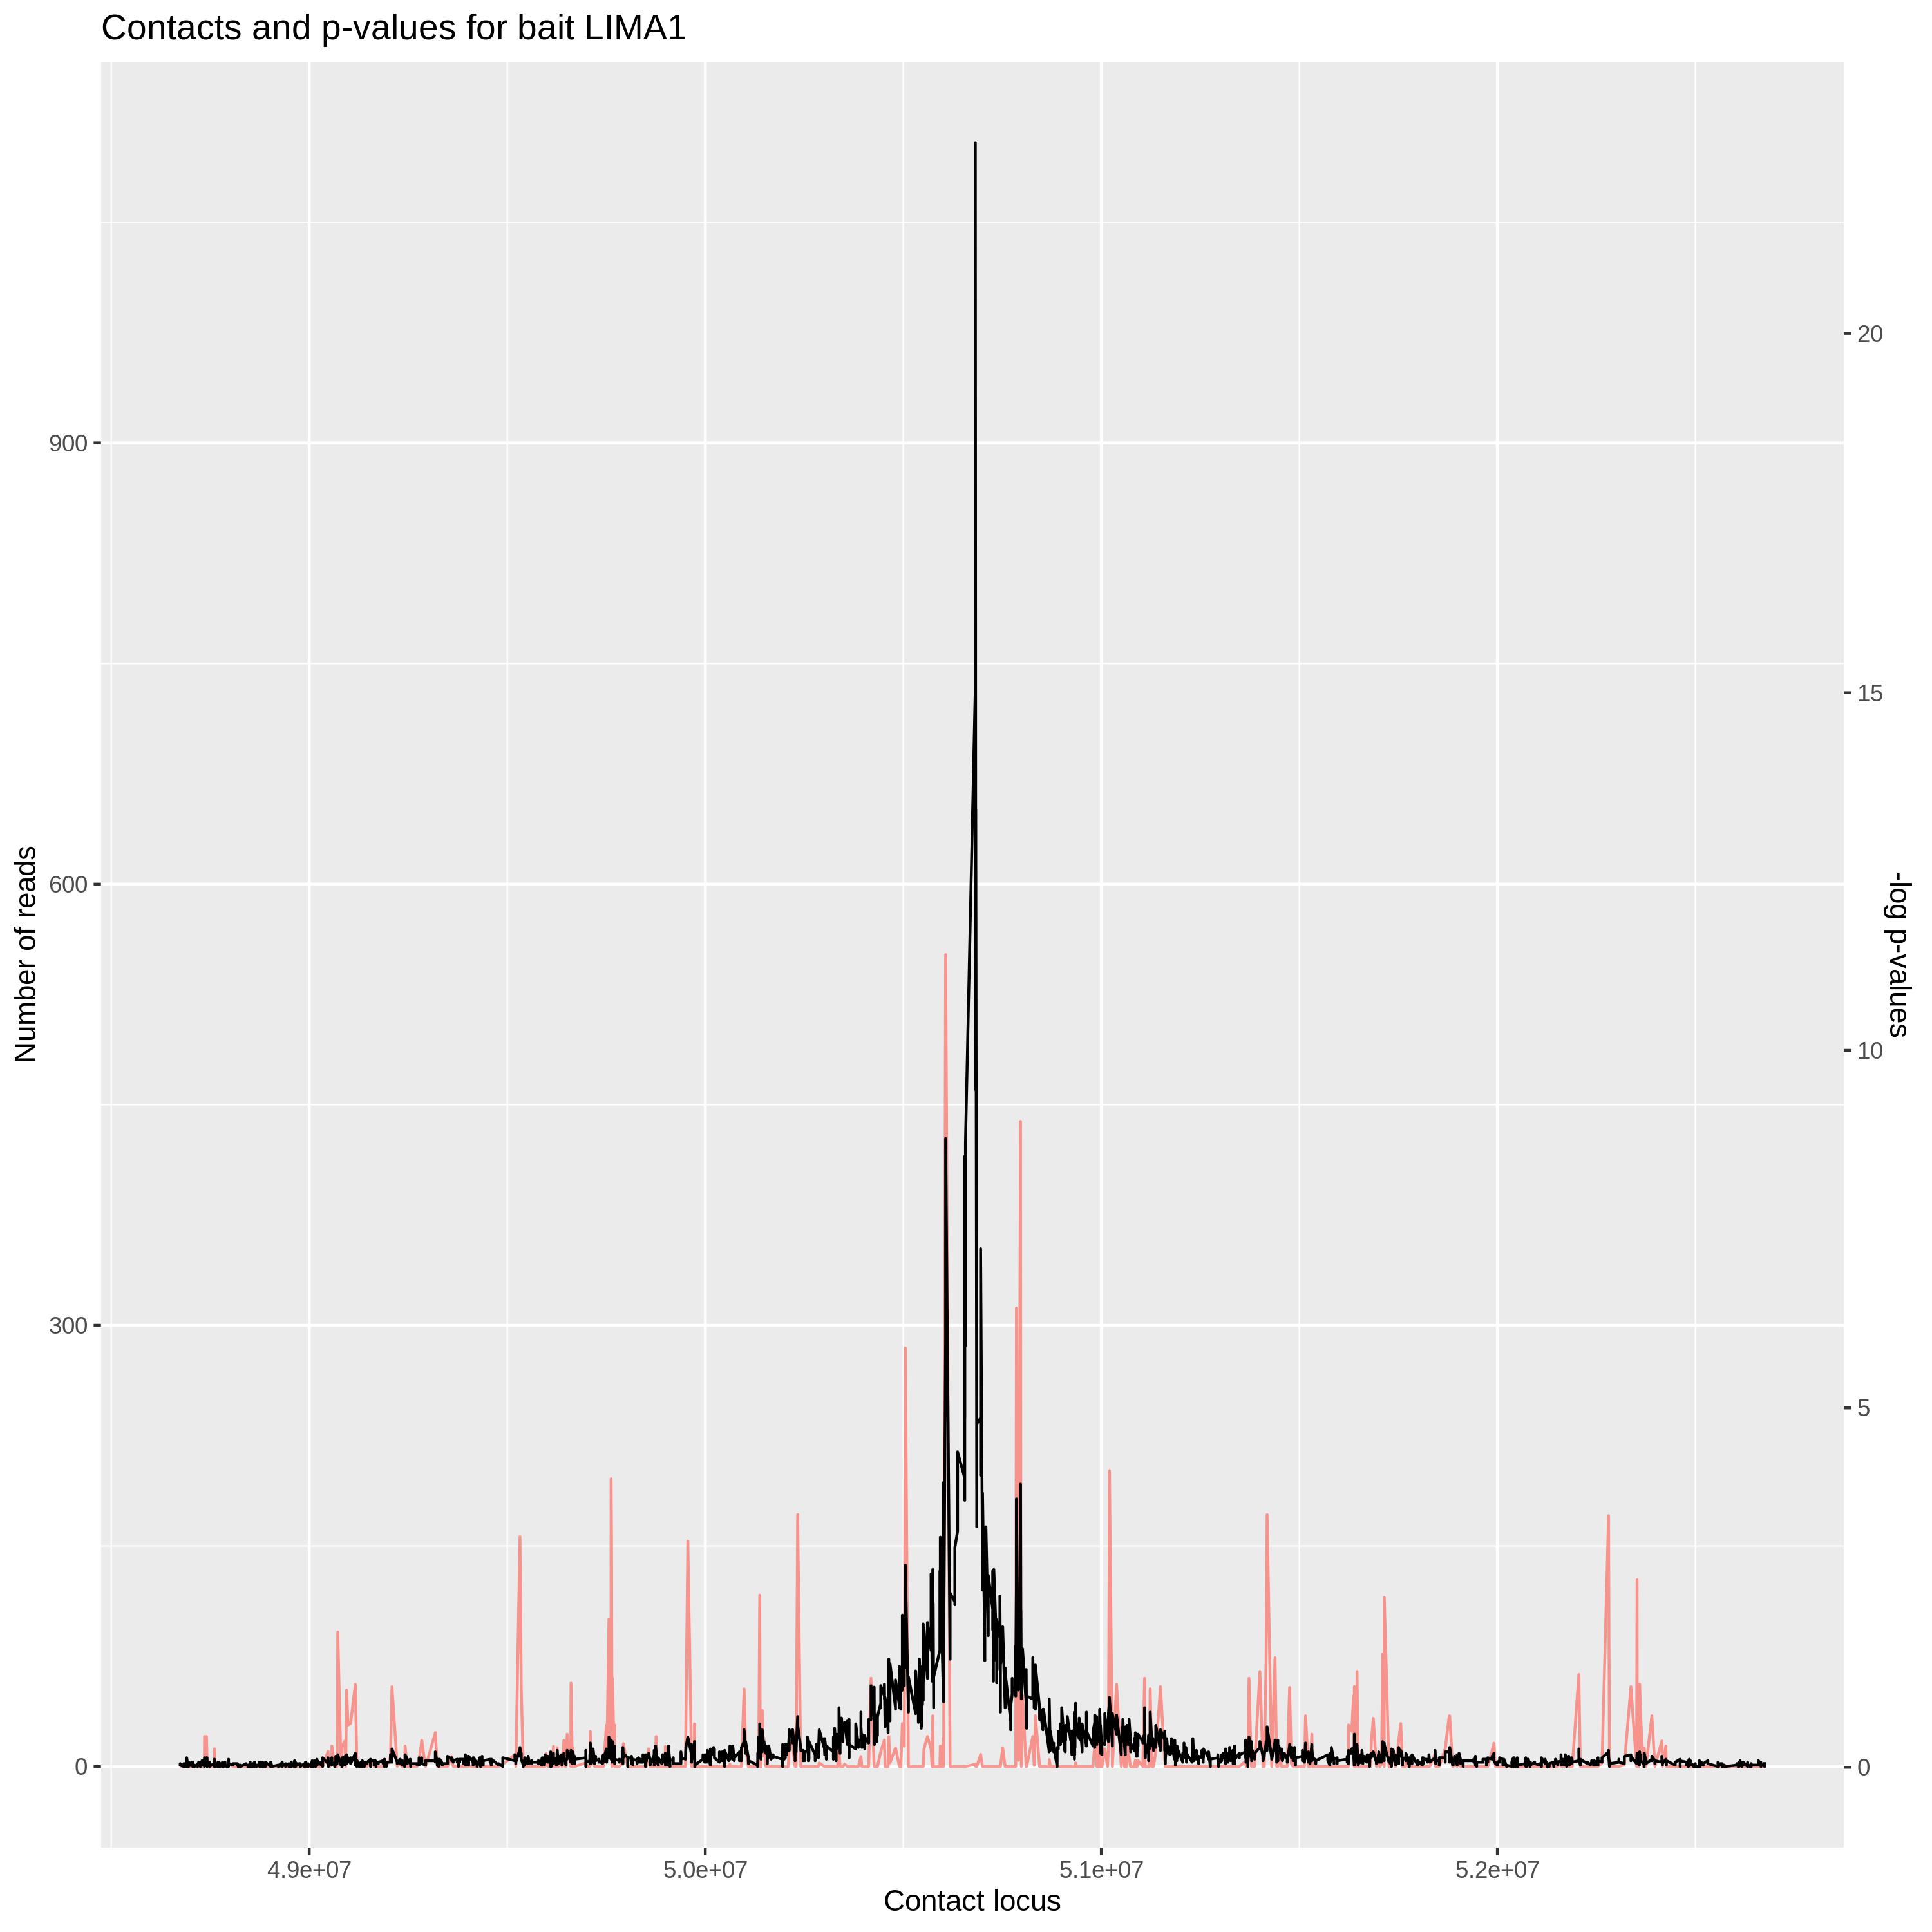 Contacts and p-values for bait LIMA1
Number of reads
900
600
300
0
20
15
10
5
0
-log p-values
4.9e+07
5.0e+07
5.1e+07
5.2e+07
Contact locus